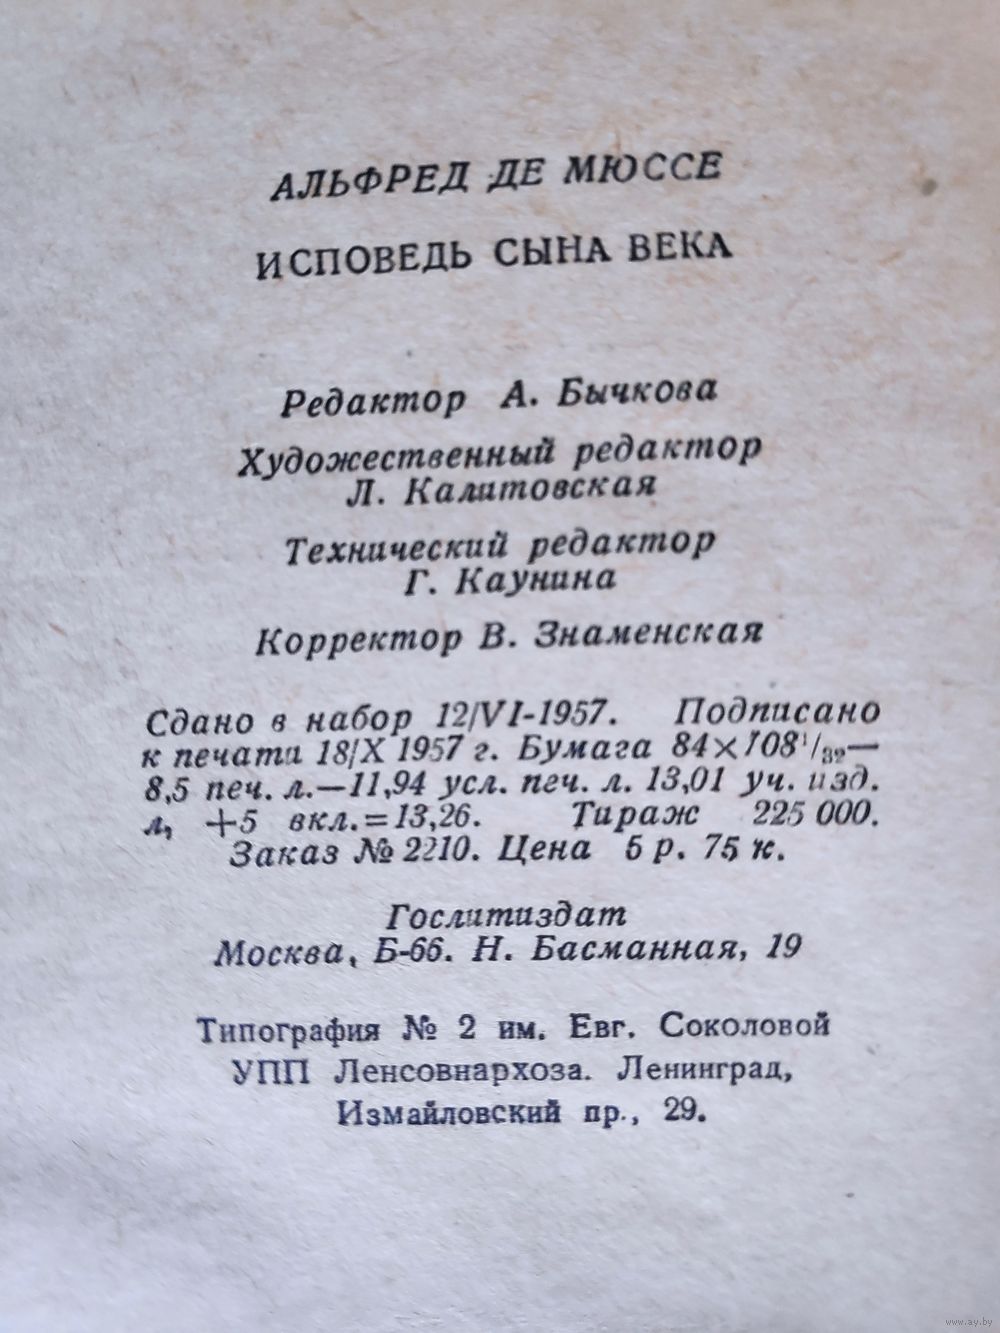 АЛЬФРЕД ДЕ МЮССЕ
ИСПОВЕДЬ СЫНА ВЕКА
Редактор А. Бычкова
Художественный редактор
Л. Калитовская
Технический редактор
Г. Каунина
Корректор В. Знаменская
Сдано в набор 12/VI-1957. Подписано
к печати 18/X 1957 г. Бумага 84×108¹/₃₂—
8,5 печ. л.—11,94 усл. печ. л. 13,01 уч. изд.
л, +5 вкл.=13,26. Тираж 225 000.
Заказ № 2210. Цена 5 р. 75 к.
Гослитиздат
Москва, Б-66. Н. Басманная, 19
Типография № 2 им. Евг. Соколовой
УПП Ленсовнархоза. Ленинград,
Измайловский пр., 29.
www.ay.by